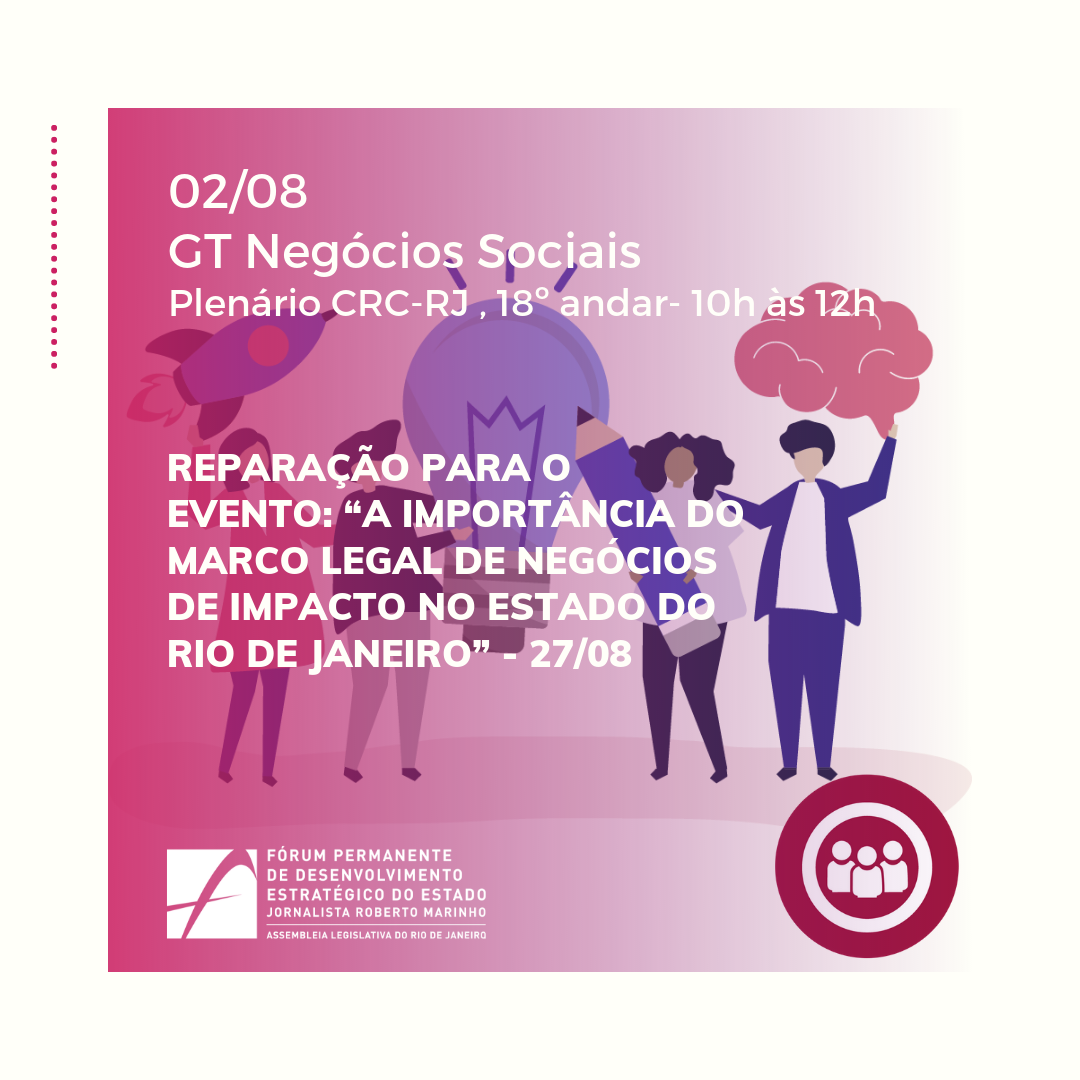 02/08
GT Negócios Sociais
Plenário CRC-RJ , 18º andar- 10h às 12h
REPARAÇÃO PARA O
EVENTO: “A IMPORTÂNCIA DO
MARCO LEGAL DE NEGÓCIOS
DE IMPACTO NO ESTADO DO
RIO DE JANEIRO” - 27/08
FÓRUM PERMANENTE
DE DESENVOLVIMENTO
ESTRATÉGICO DO ESTADO
JORNALISTA ROBERTO MARINHO
ASSEMBLEIA LEGISLATIVA DO RIO DE JANEIRO